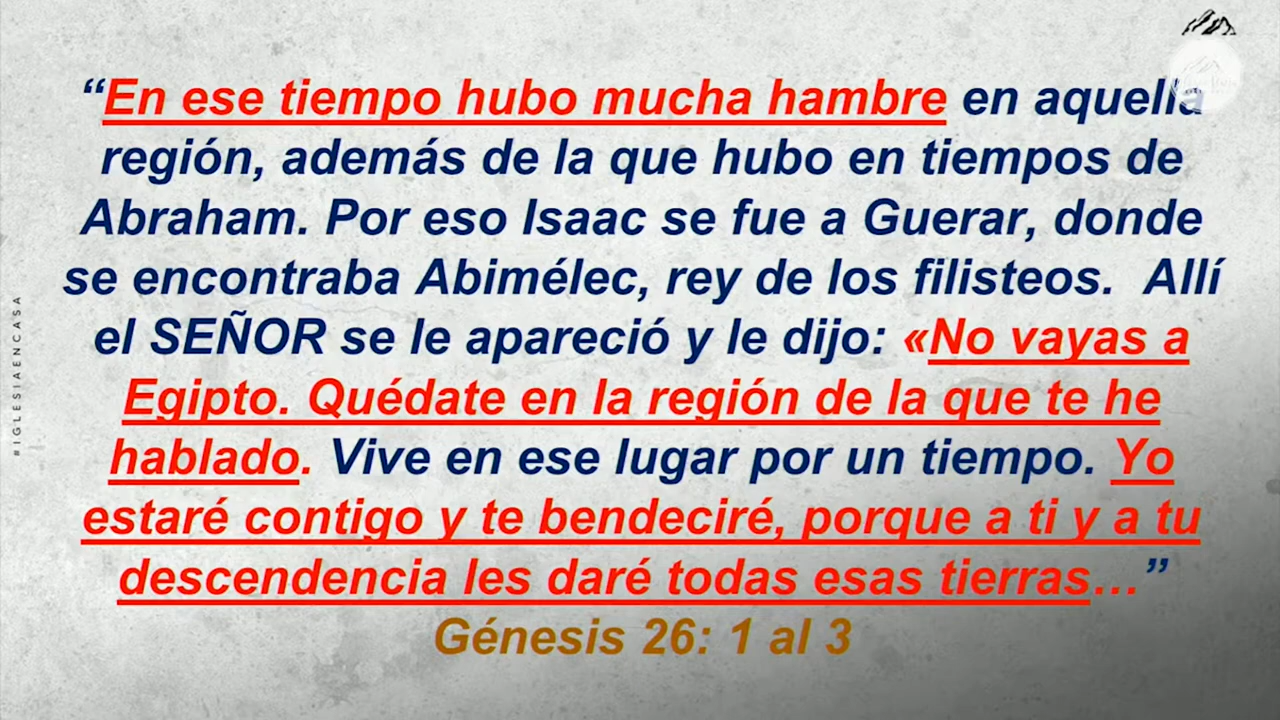 “En ese tiempo hubo mucha hambre en aquella
región, además de la que hubo en tiempos de
Abraham. Por eso Isaac se fue a Guerar, donde
se encontraba Abimélec, rey de los filisteos.  Allí
el SEÑOR se le apareció y le dijo: «No vayas a
Egipto. Quédate en la región de la que te he
hablado. Vive en ese lugar por un tiempo. Yo
estaré contigo y te bendeciré, porque a ti y a tu
descendencia les daré todas esas tierras…”
Génesis 26: 1 al 3
#IGLESIAENCASA